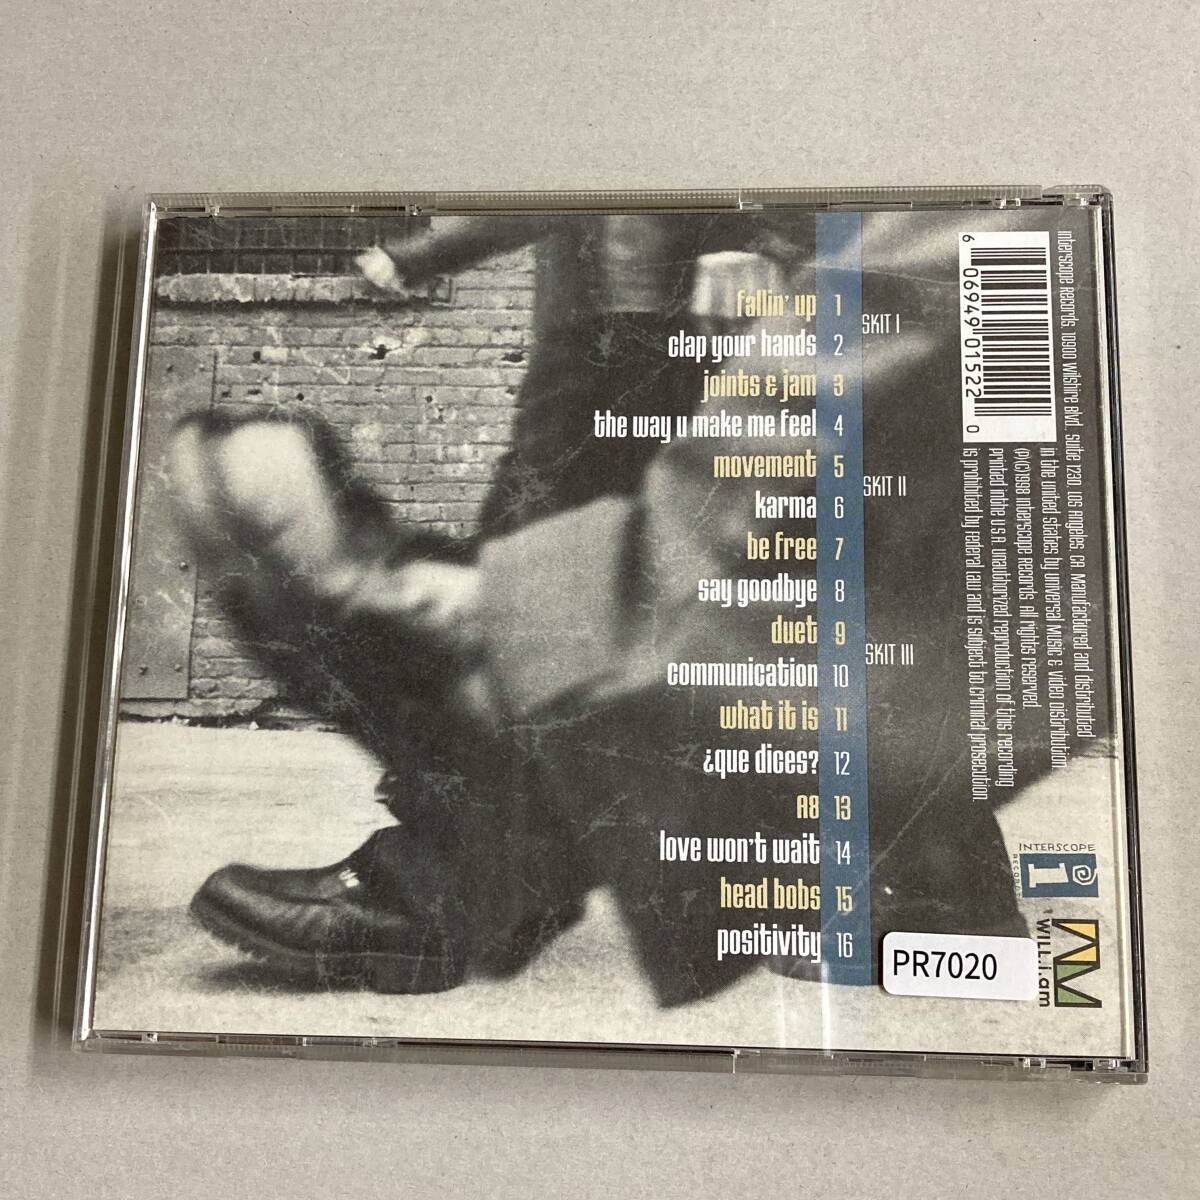 fallin' up 1
SKIT I
clap your hands 2
joints & jam 3
the way u make me feel 4
movement 5
SKIT II
karma 6
be free 7
say goodbye 8
duet 9
SKIT III
communication 10
what it is 11
¿que dices? 12
A8 13
love won't wait 14
head bobs 15
positivity 16
6 06949 01522 0
interscope Records, 10900 Wilshire Blvd. suite 1230, Los Angeles, CA Manufactured and distributed
in the united states by universal Music & video distribution
℗(C)1998 Interscope Records. All rights reserved
printed in the U.S.A. unauthorized reproduction of this recording
is prohibited by federal law and is subject to criminal prosecution.
INTERSCOPE
RECORDS
i
WILL.i.am
PR7020